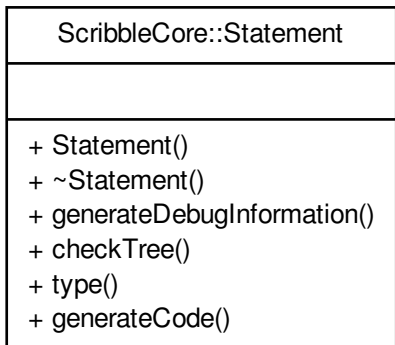 ScribbleCore::Statement
+ Statement()
+ ~Statement()
+ generateDebugInformation()
+ checkTree()
+ type()
+ generateCode()